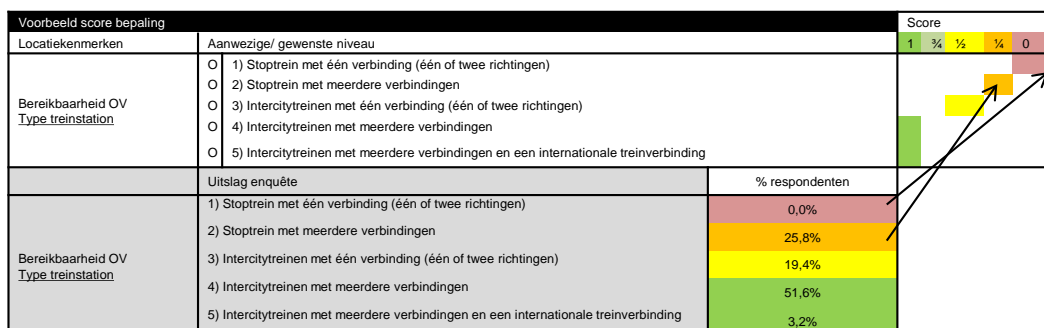 Voorbeeld score bepaling Score
Locatiekenmerken Aanwezige/ gewenste niveau 1 ¾ ½ ¼ 0
O 1) Stoptrein met één verbinding (één of twee richtingen)
O 2) Stoptrein met meerdere verbindingen
Bereikbaarheid OV O 3) Intercitytreinen met één verbinding (één of twee richtingen)
Type treinstation
O 4) Intercitytreinen met meerdere verbindingen
O 5) Intercitytreinen met meerdere verbindingen en een internationale treinverbinding
Uitslag enquête % respondenten
1) Stoptrein met één verbinding (één of twee richtingen) 0,0%
2) Stoptrein met meerdere verbindingen 25,8%
Bereikbaarheid OV 3) Intercitytreinen met één verbinding (één of twee richtingen) 19,4%
Type treinstation
4) Intercitytreinen met meerdere verbindingen 51,6%
5) Intercitytreinen met meerdere verbindingen en een internationale treinverbinding 3,2%